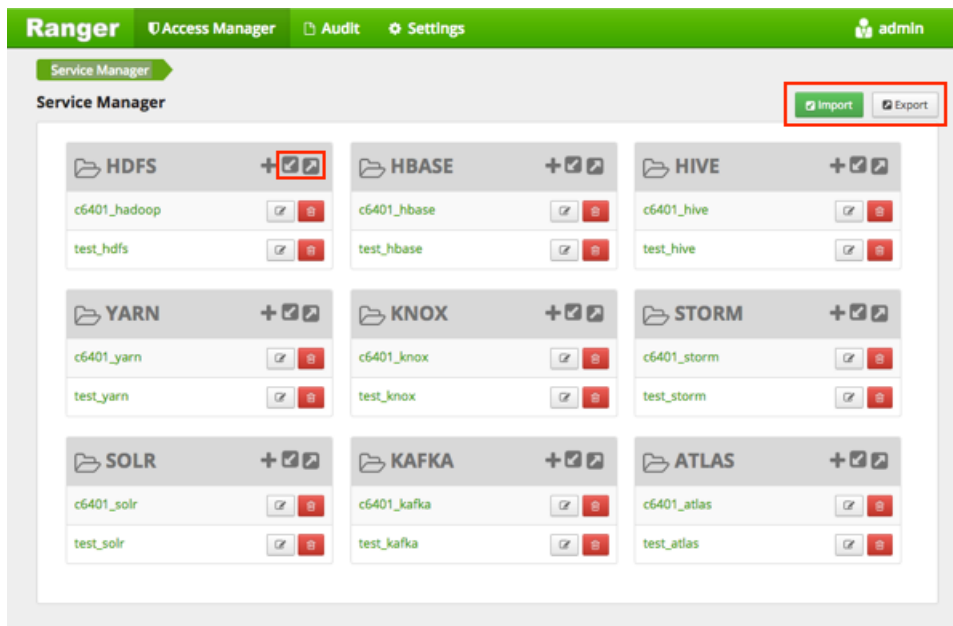 Ranger Access Manager Audit Settings admin
Service Manager
Service Manager
Import Export
HDFS HBASE HIVE
c6401_hadoop c6401_hbase c6401_hive
test_hdfs test_hbase test_hive
YARN KNOX STORM
c6401_yarn c6401_knox c6401_storm
test_yarn test_knox test_storm
SOLR KAFKA ATLAS
c6401_solr c6401_kafka c6401_atlas
test_solr test_kafka test_atlas